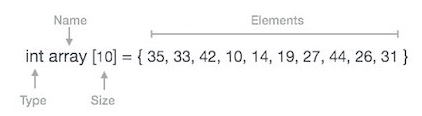 Name Elements
int array [10] = { 35, 33, 42, 10, 14, 19, 27, 44, 26, 31 }
Type Size